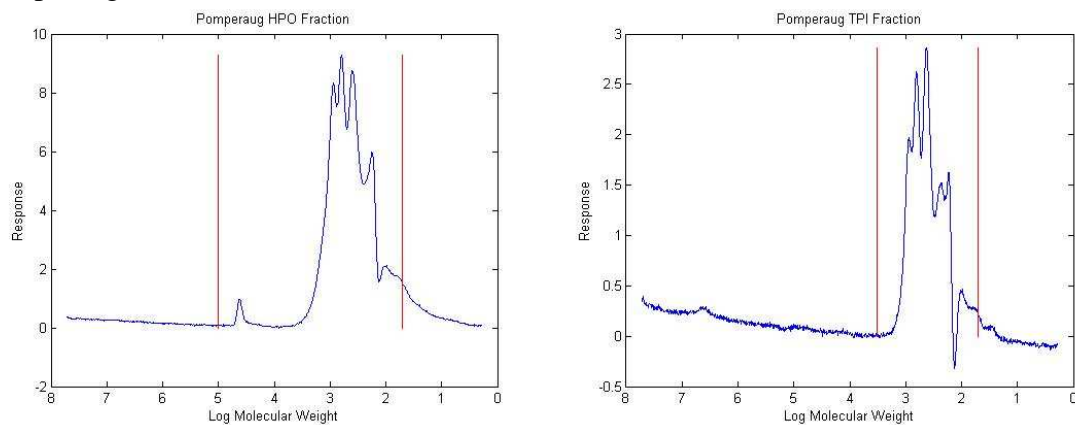 Pomperaug HPO Fraction
10
8
6
4
2
0
-2
Response
8 7 6 5 4 3 2 1 0
Log Molecular Weight
Pomperaug TPI Fraction
3
2.5
2
1.5
1
0.5
0
-0.5
Response
8 7 6 5 4 3 2 1 0
Log Molecular Weight